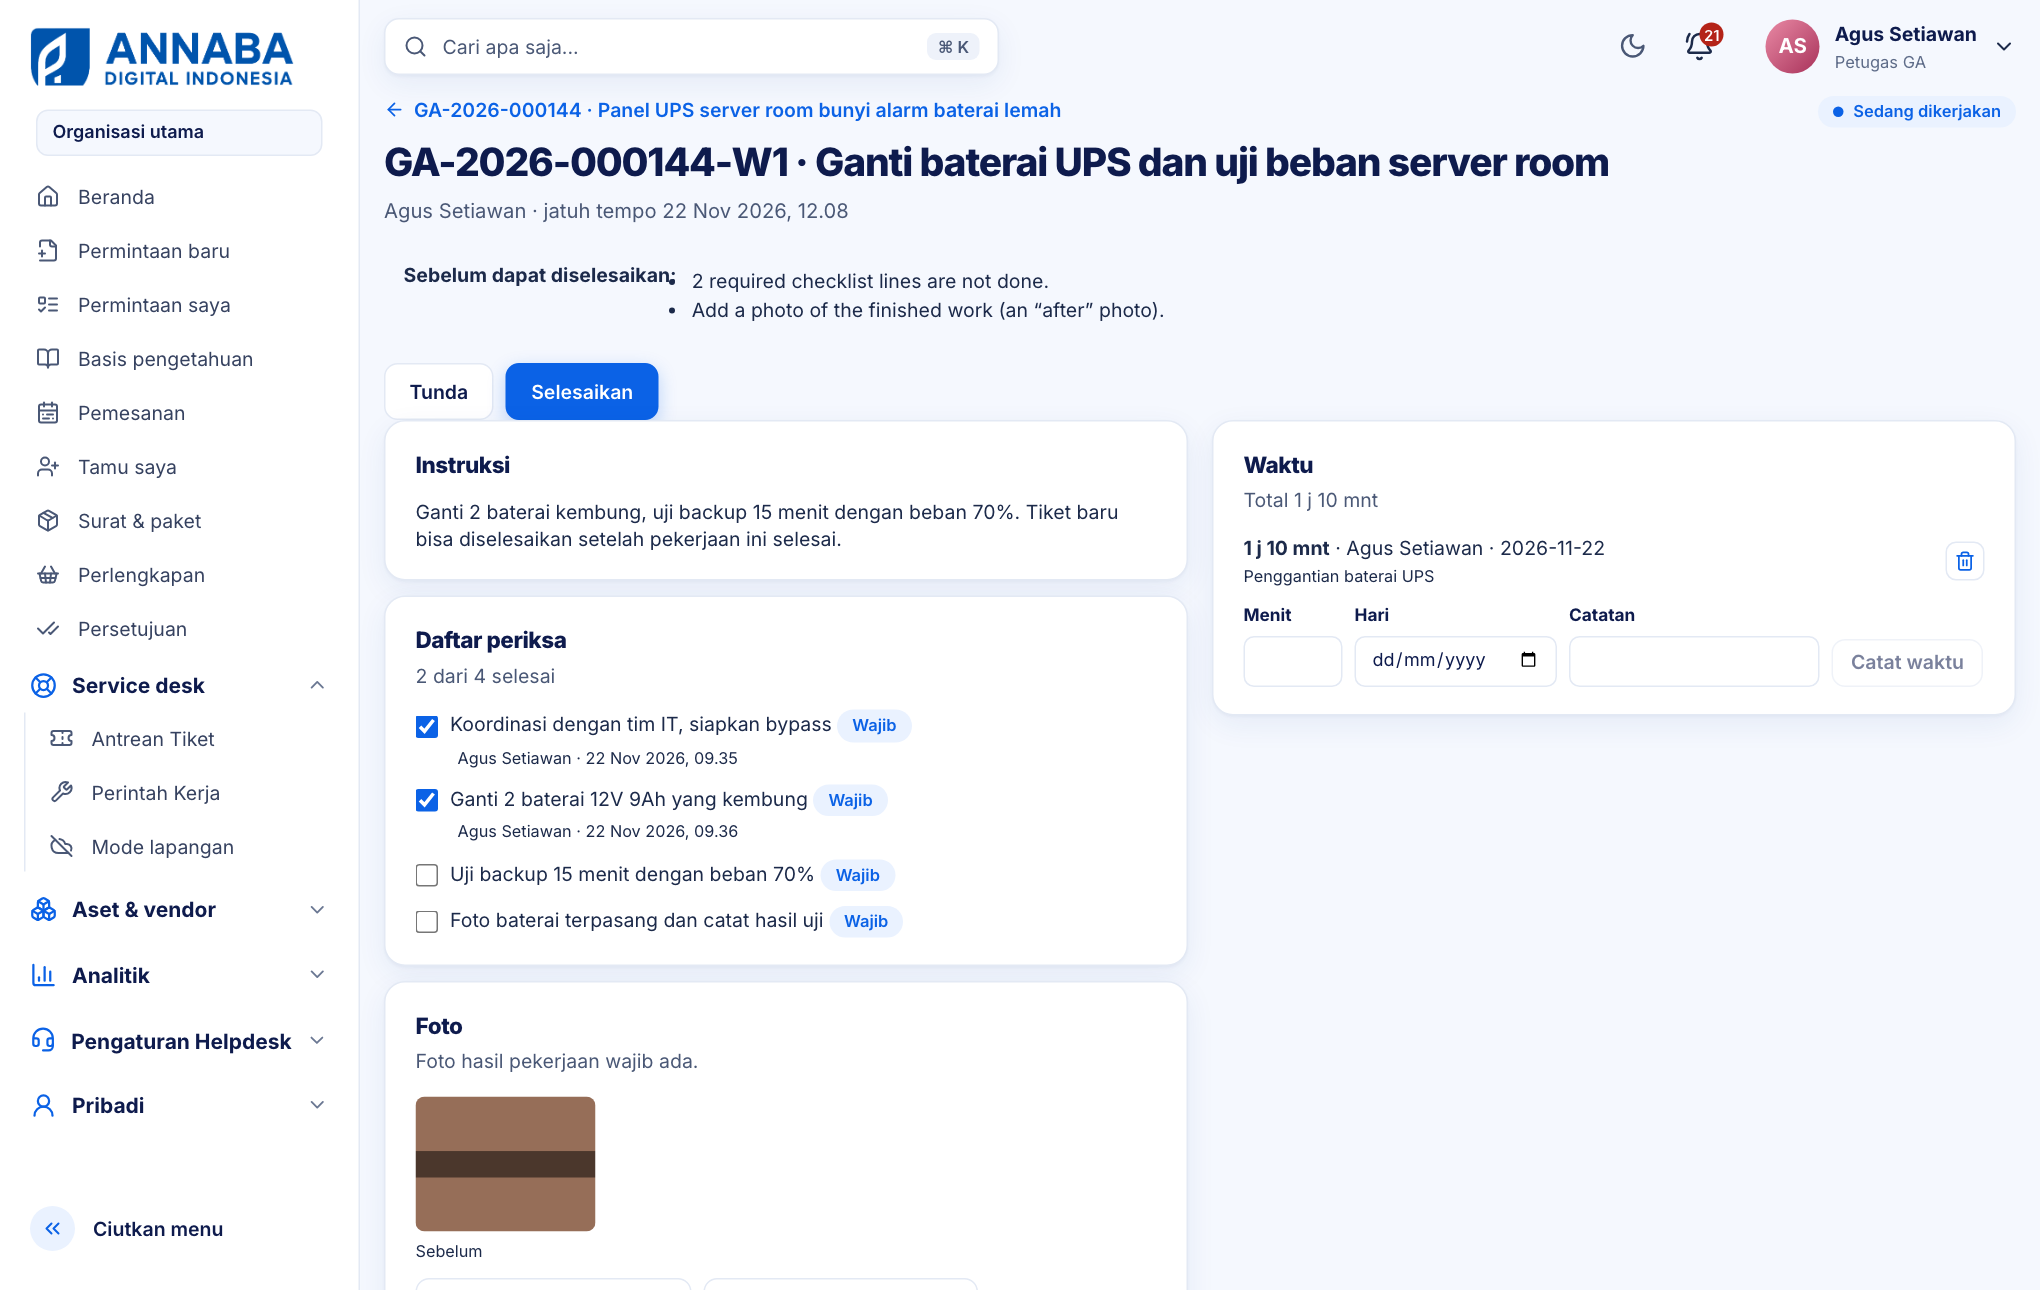 ANNABA
DIGITAL INDONESIA
Organisasi utama
Beranda
Permintaan baru
Permintaan saya
Basis pengetahuan
Pemesanan
Tamu saya
Surat & paket
Perlengkapan
Persetujuan
Service desk
Antrean Tiket
Perintah Kerja
Mode lapangan
Aset & vendor
Analitik
Pengaturan Helpdesk
Pribadi
Ciutkan menu
Cari apa saja...
⌘ K
21
AS
Agus Setiawan
Petugas GA
← GA-2026-000144 · Panel UPS server room bunyi alarm baterai lemah
Sedang dikerjakan
GA-2026-000144-W1 · Ganti baterai UPS dan uji beban server room
Agus Setiawan · jatuh tempo 22 Nov 2026, 12.08
Sebelum dapat diselesaikan:
• 2 required checklist lines are not done.
• Add a photo of the finished work (an “after” photo).
Tunda
Selesaikan
Instruksi
Ganti 2 baterai kembung, uji backup 15 menit dengan beban 70%. Tiket baru
bisa diselesaikan setelah pekerjaan ini selesai.
Daftar periksa
2 dari 4 selesai
Koordinasi dengan tim IT, siapkan bypass Wajib
Agus Setiawan · 22 Nov 2026, 09.35
Ganti 2 baterai 12V 9Ah yang kembung Wajib
Agus Setiawan · 22 Nov 2026, 09.36
Uji backup 15 menit dengan beban 70% Wajib
Foto baterai terpasang dan catat hasil uji Wajib
Foto
Foto hasil pekerjaan wajib ada.
Sebelum
Waktu
Total 1 j 10 mnt
1 j 10 mnt · Agus Setiawan · 2026-11-22
Penggantian baterai UPS
Menit
Hari
Catatan
dd/mm/yyyy
Catat waktu